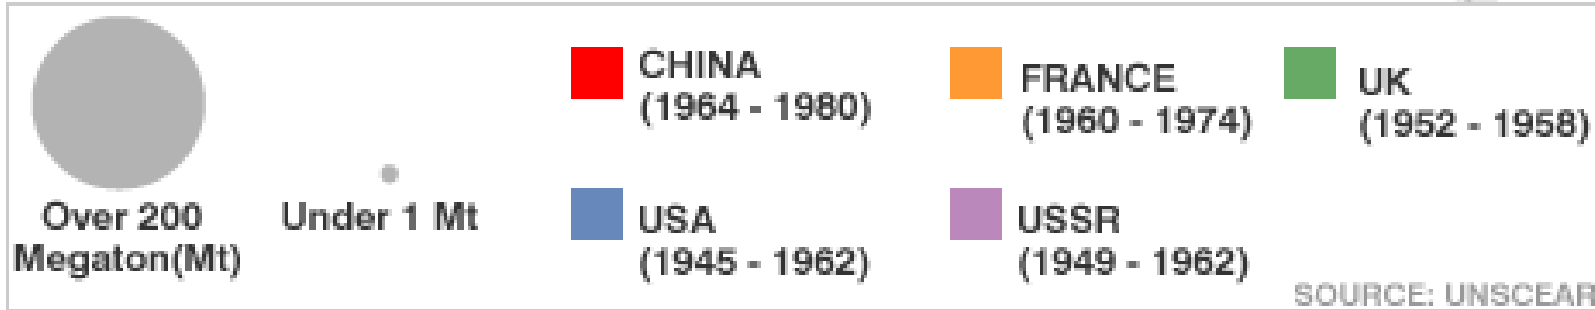 Over 200
Megaton(Mt)
Under 1 Mt
CHINA
(1964 - 1980)
FRANCE
(1960 - 1974)
UK
(1952 - 1958)
USA
(1945 - 1962)
USSR
(1949 - 1962)
SOURCE: UNSCEAR